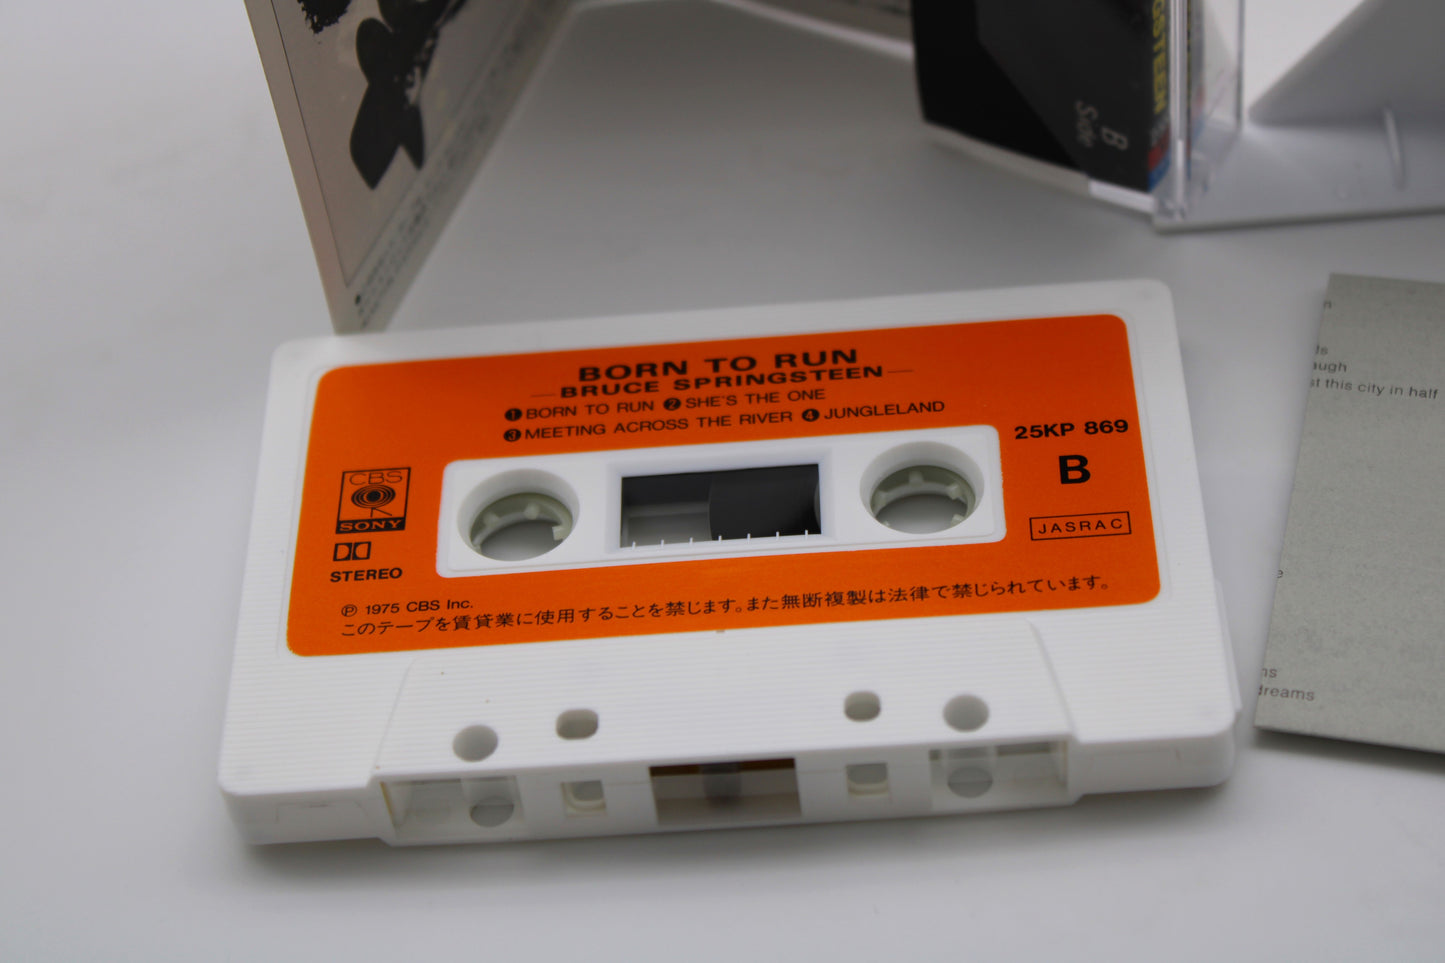 GSTEEN
B
Side
BORN TO RUN
—BRUCE SPRINGSTEEN—
❶BORN TO RUN ❷SHE'S THE ONE
❸MEETING ACROSS THE RIVER ❹JUNGLELAND
25KP 869
B
JASRAC
CBS
SONY
STEREO
Ⓟ 1975 CBS Inc.
このテープを賃貸業に使用することを禁じます。また無断複製は法律で禁じられています。
st this city in half
dreams